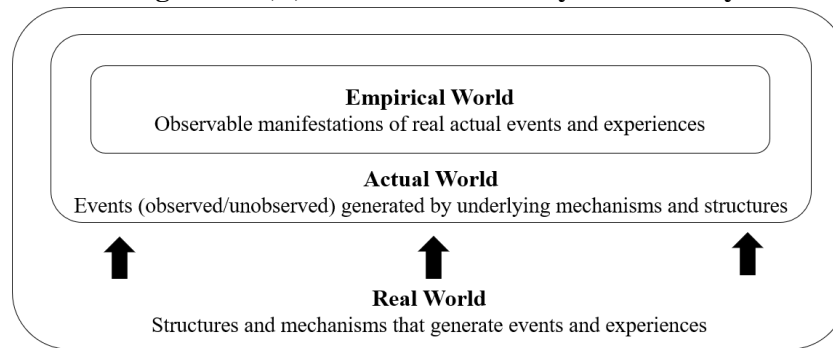 Empirical World
Observable manifestations of real actual events and experiences
Actual World
Events (observed/unobserved) generated by underlying mechanisms and structures
Real World
Structures and mechanisms that generate events and experiences